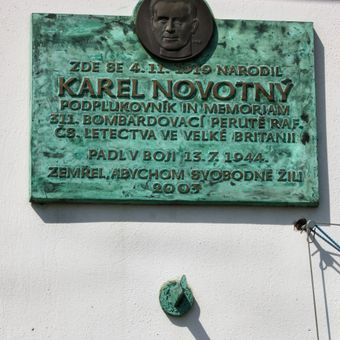 ZDE SE 4. 11. 1919 NARODIL
KAREL NOVOTNÝ
PODPLUKOVNÍK IN MEMORIAM
311. BOMBARDOVACÍ PERUTĚ RAF
ČS. LETECTVA VE VELKÉ BRITANII
PADL V BOJI 13. 7. 1944.
ZEMŘEL, ABYCHOM SVOBODNĚ ŽILI
2003